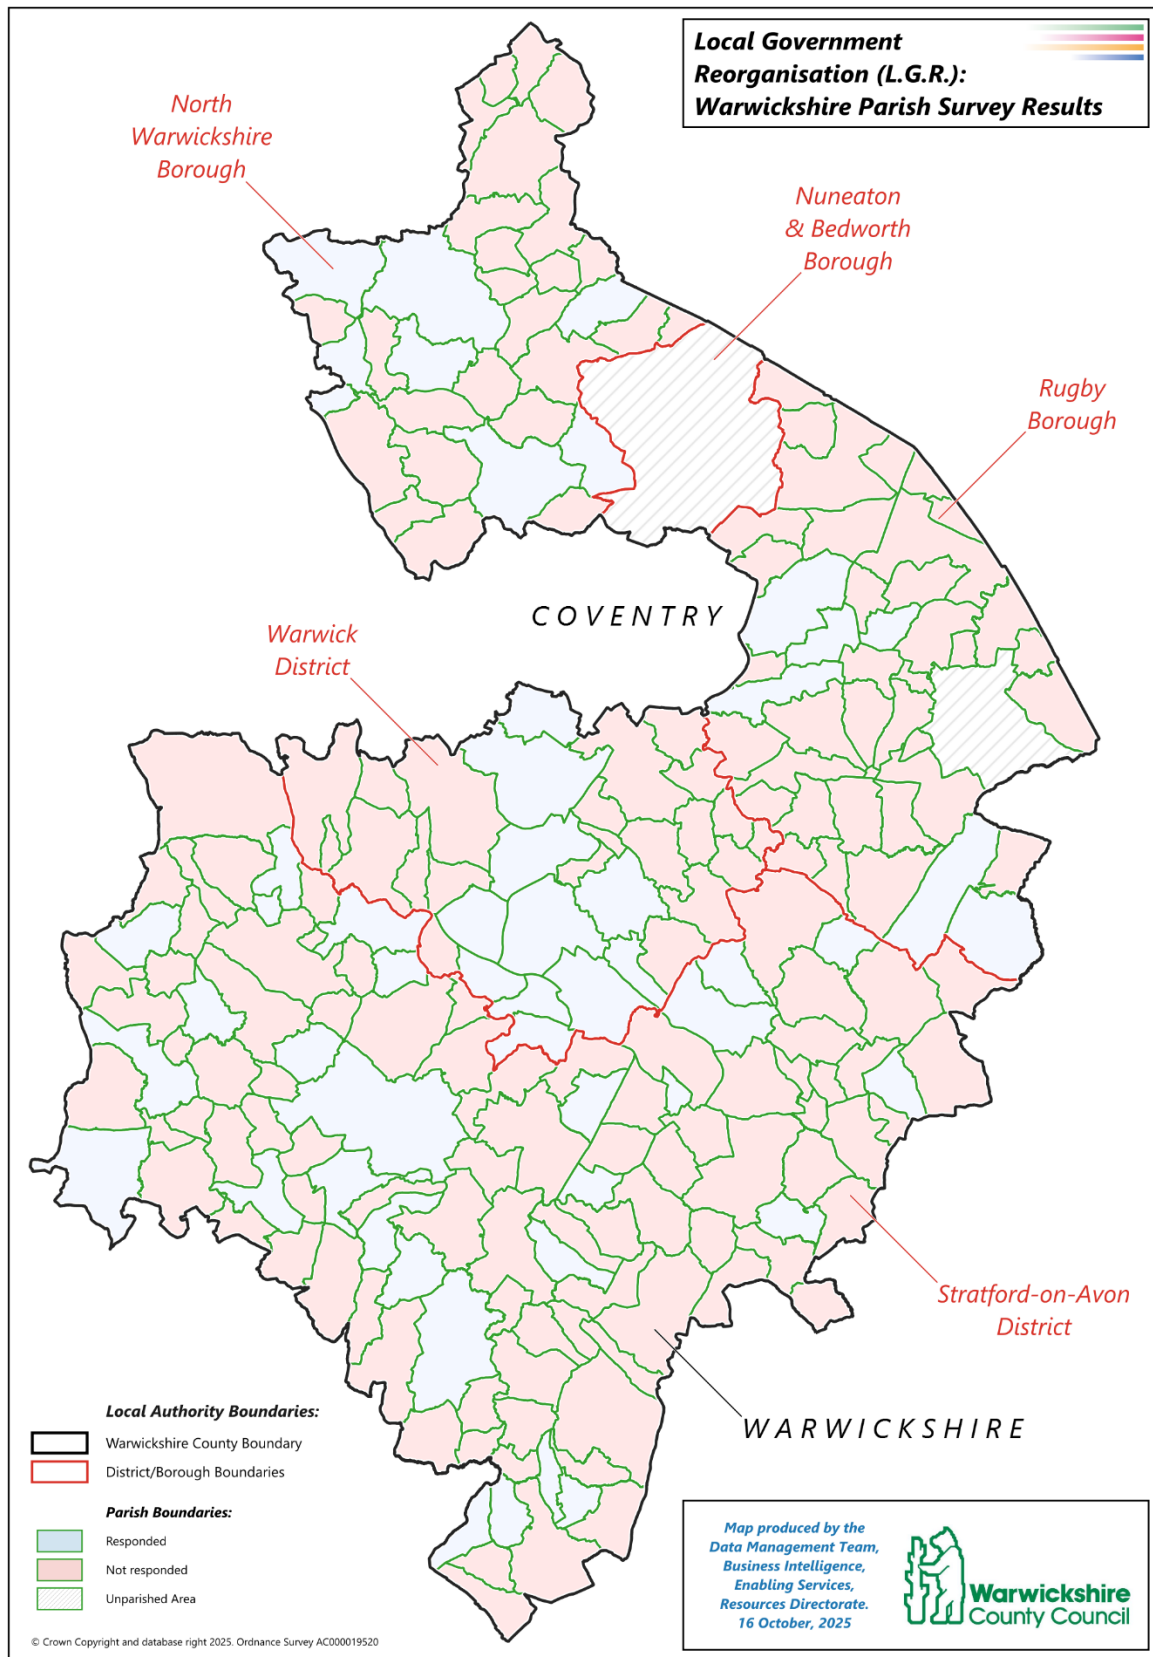 Local Government
Reorganisation (L.G.R.):
Warwickshire Parish Survey Results
North
Warwickshire
Borough
Nuneaton
& Bedworth
Borough
Rugby
Borough
COVENTRY
Warwick
District
Stratford-on-Avon
District
WARWICKSHIRE
Local Authority Boundaries:
Warwickshire County Boundary
District/Borough Boundaries
Parish Boundaries:
Responded
Not responded
Unparished Area
© Crown Copyright and database right 2025. Ordnance Survey AC000019520
Map produced by the
Data Management Team,
Business Intelligence,
Enabling Services,
Resources Directorate.
16 October, 2025
Warwickshire
County Council